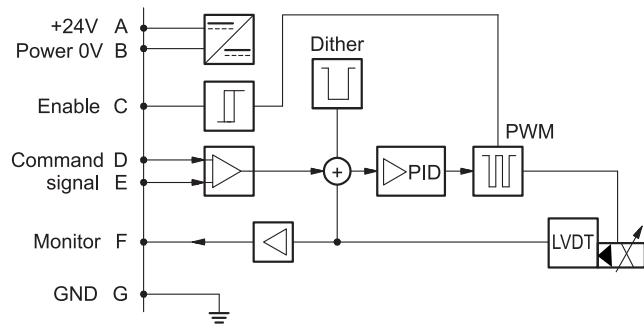 +24V A
Power 0V B
Dither
Enable C
PWM
Command D
signal E
PID
Monitor F
LVDT
GND G